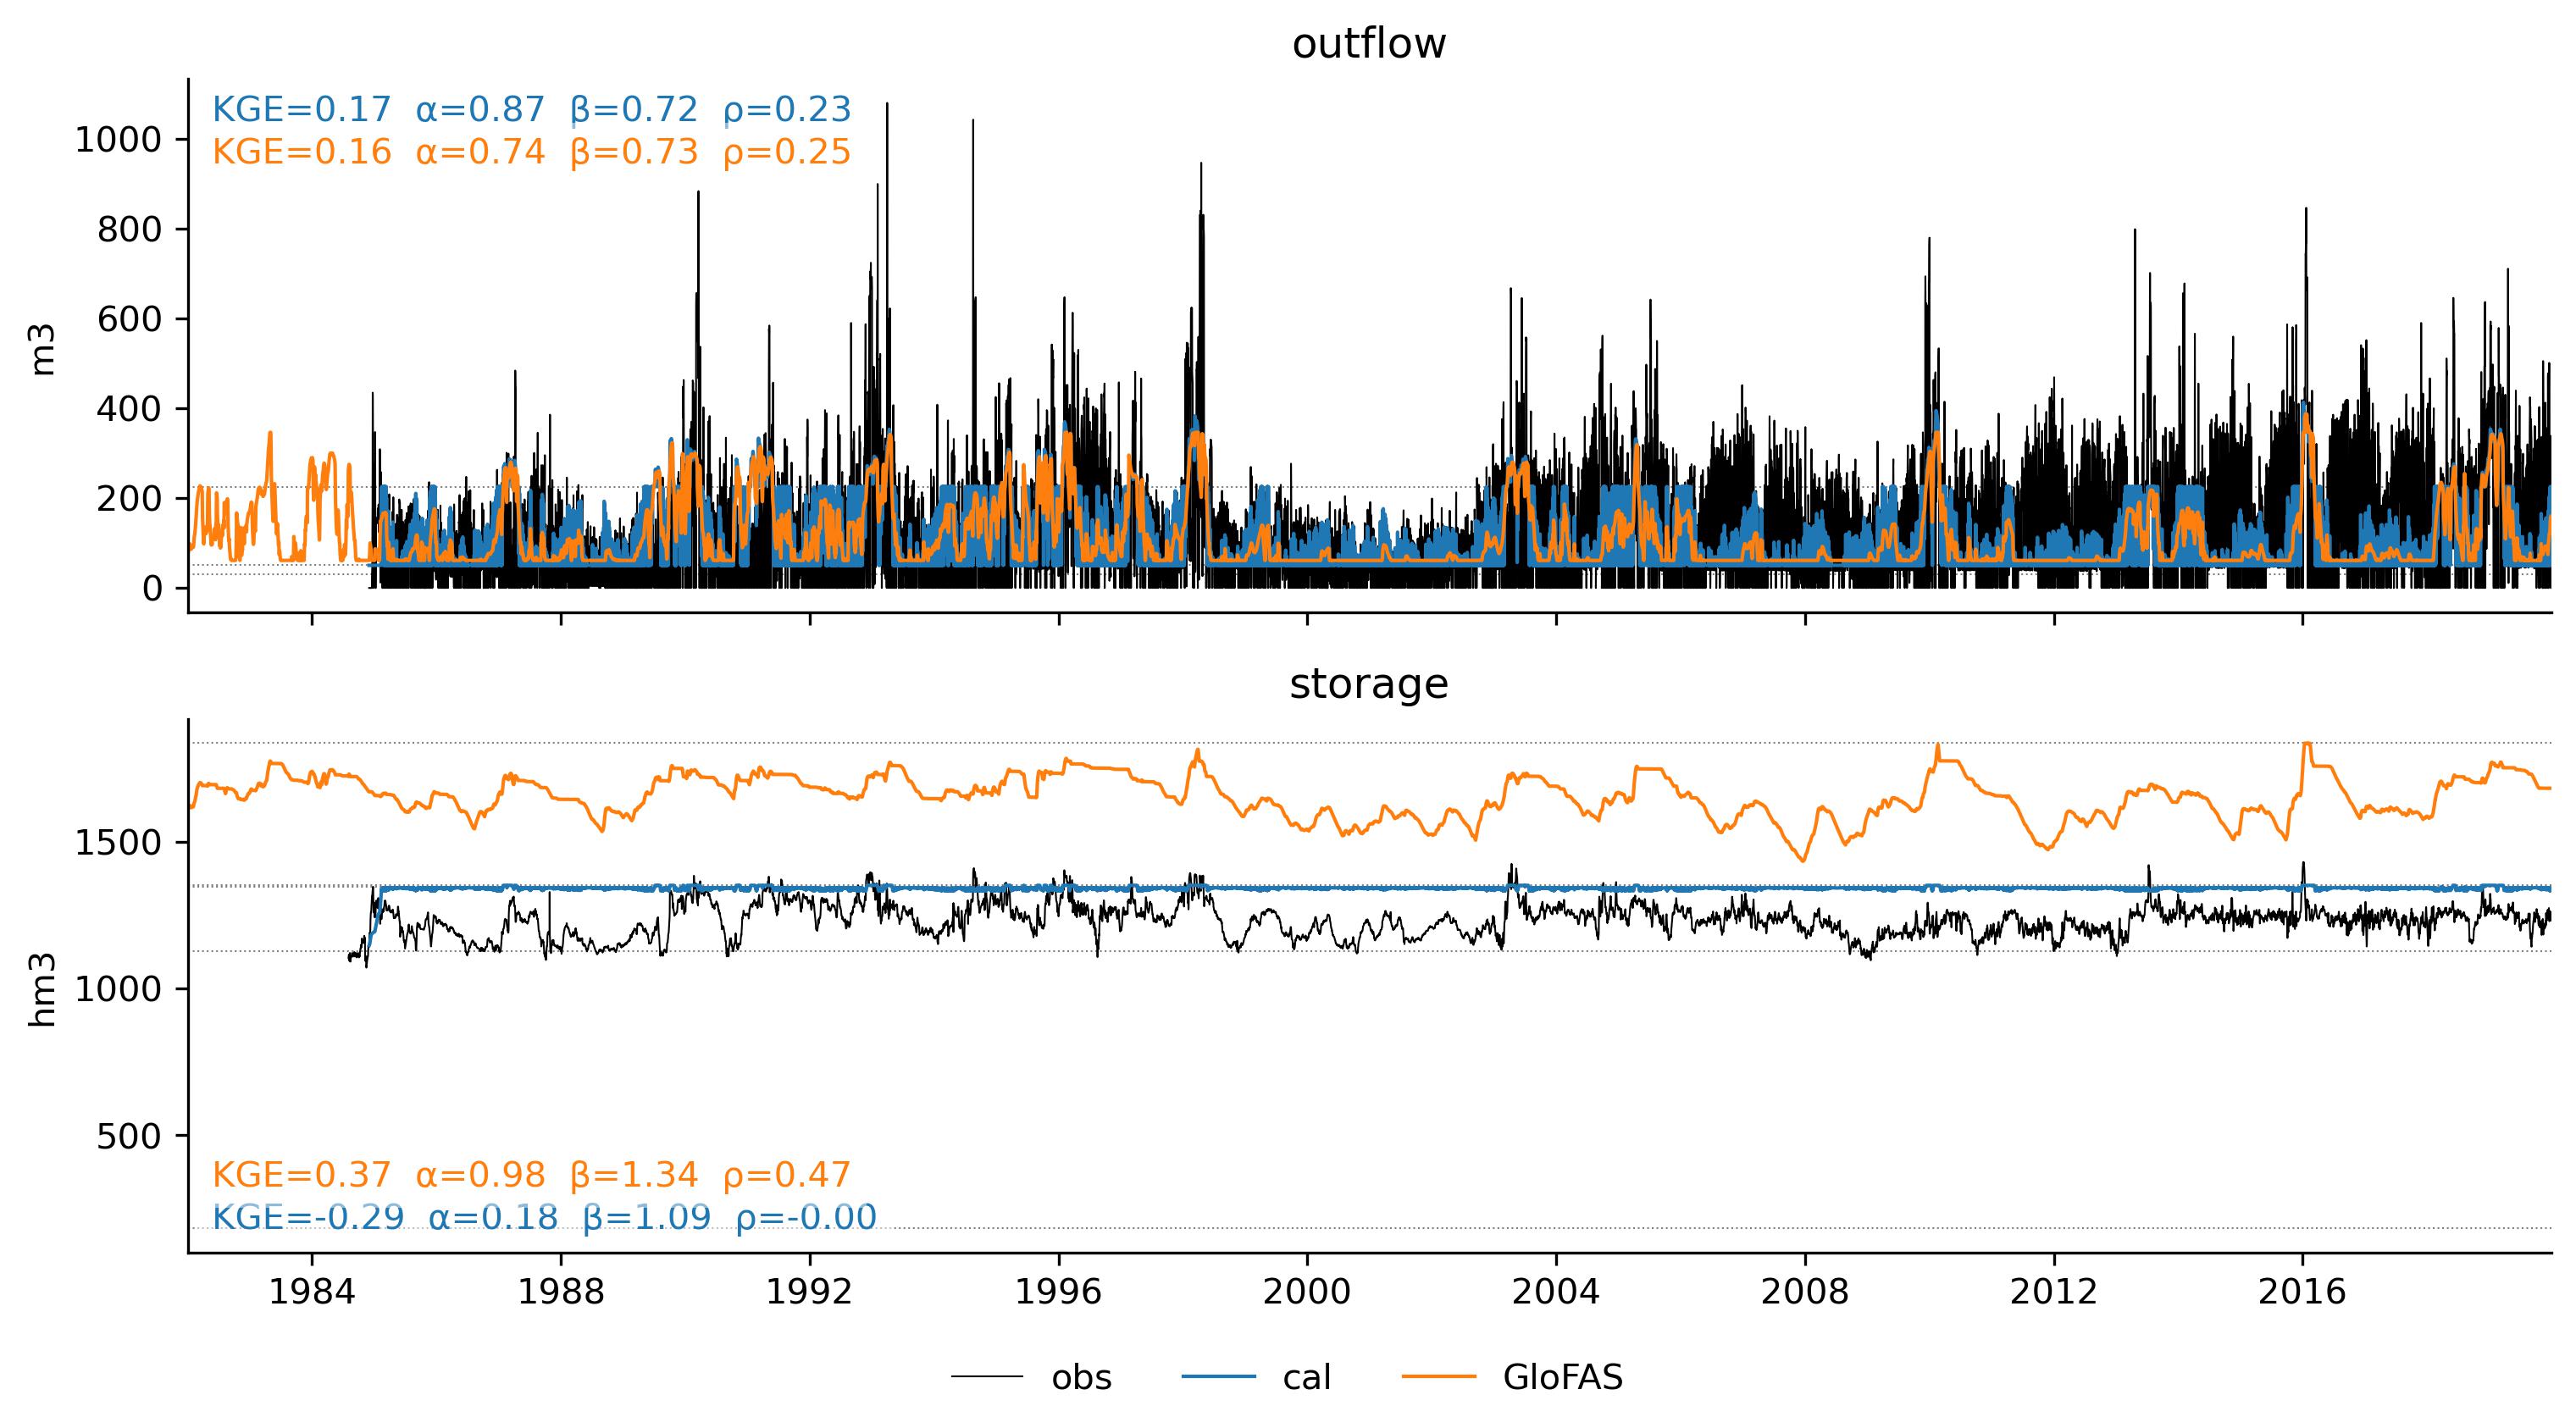 outflow
KGE=0.17 α=0.87 β=0.72 ρ=0.23
KGE=0.16 α=0.74 β=0.73 ρ=0.25
1000
800
600
400
200
0
m3
storage
1500
1000
500
hm3
KGE=0.37 α=0.98 β=1.34 ρ=0.47
KGE=-0.29 α=0.18 β=1.09 ρ=-0.00
1984 1988 1992 1996 2000 2004 2008 2012 2016
obs cal GloFAS